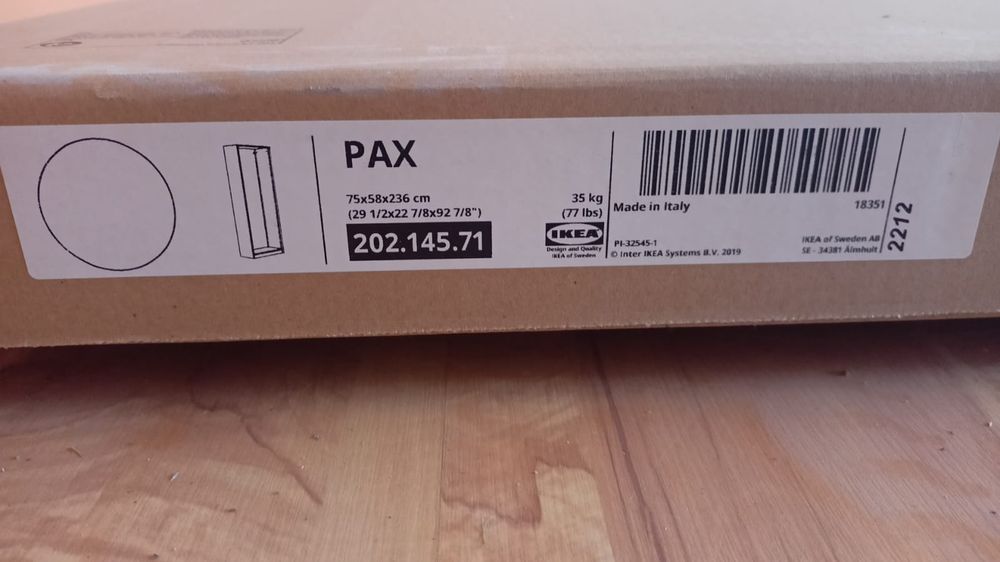 PAX
75x58x236 cm
(29 1/2x22 7/8x92 7/8")
202.145.71
35 kg
(77 lbs)
IKEA
Design and Quality
IKEA of Sweden
Made in Italy
18351
PI-32545-1
© Inter IKEA Systems B.V. 2019
IKEA of Sweden AB
SE - 34381 Älmhult
2212